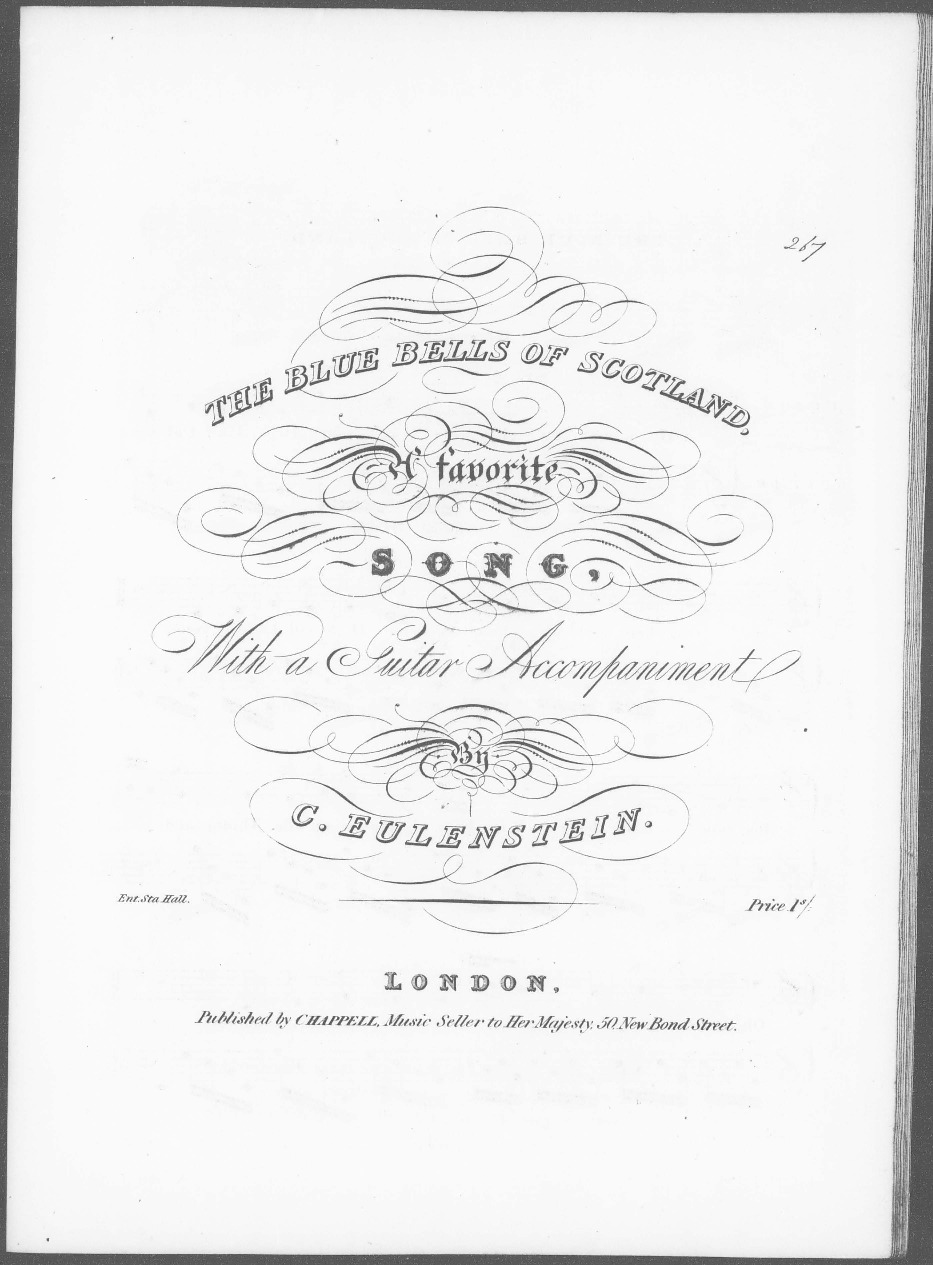 267
THE BLUE BELLS OF SCOTLAND,
A favorite
SONG,
With a Guitar Accompaniment
By
C. EULENSTEIN.
Ent. Sta. Hall.
Price 1s/-
LONDON,
Published by CHAPPELL, Music Seller to Her Majesty, 50, New Bond Street.